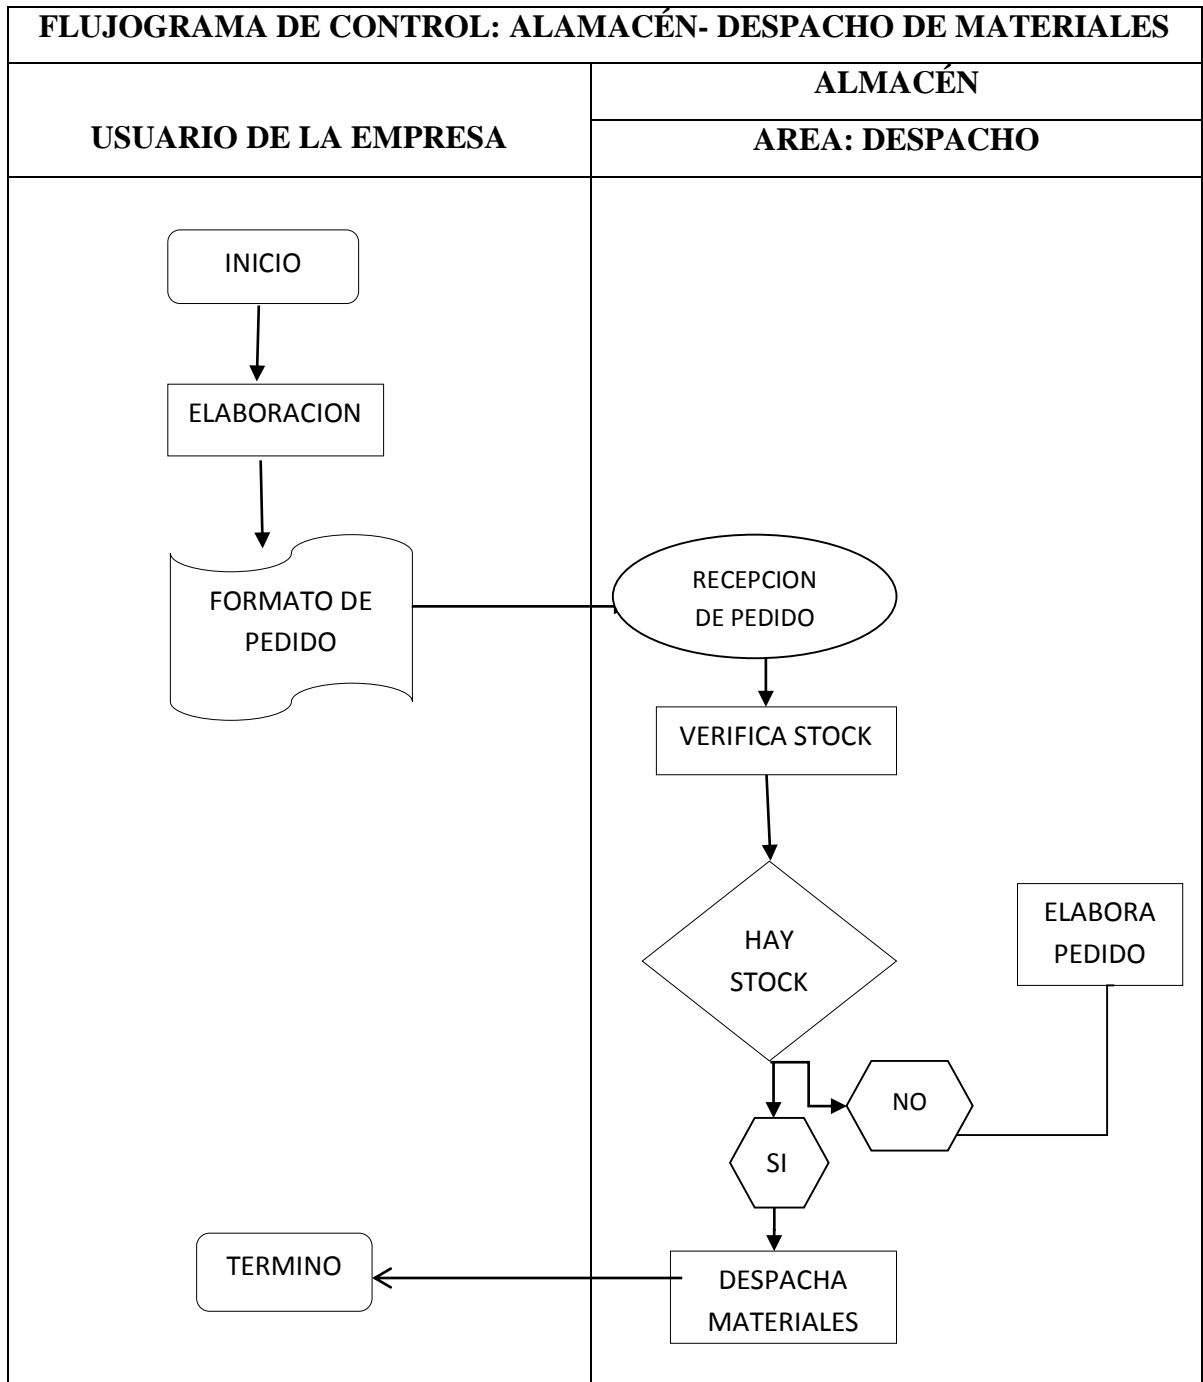 FLUJOGRAMA DE CONTROL: ALAMACÉN- DESPACHO DE MATERIALES
USUARIO DE LA EMPRESA
ALMACÉN
AREA: DESPACHO
INICIO
ELABORACION
FORMATO DE
PEDIDO
RECEPCION
DE PEDIDO
VERIFICA STOCK
HAY
STOCK
ELABORA
PEDIDO
NO
SI
DESPACHA
MATERIALES
TERMINO